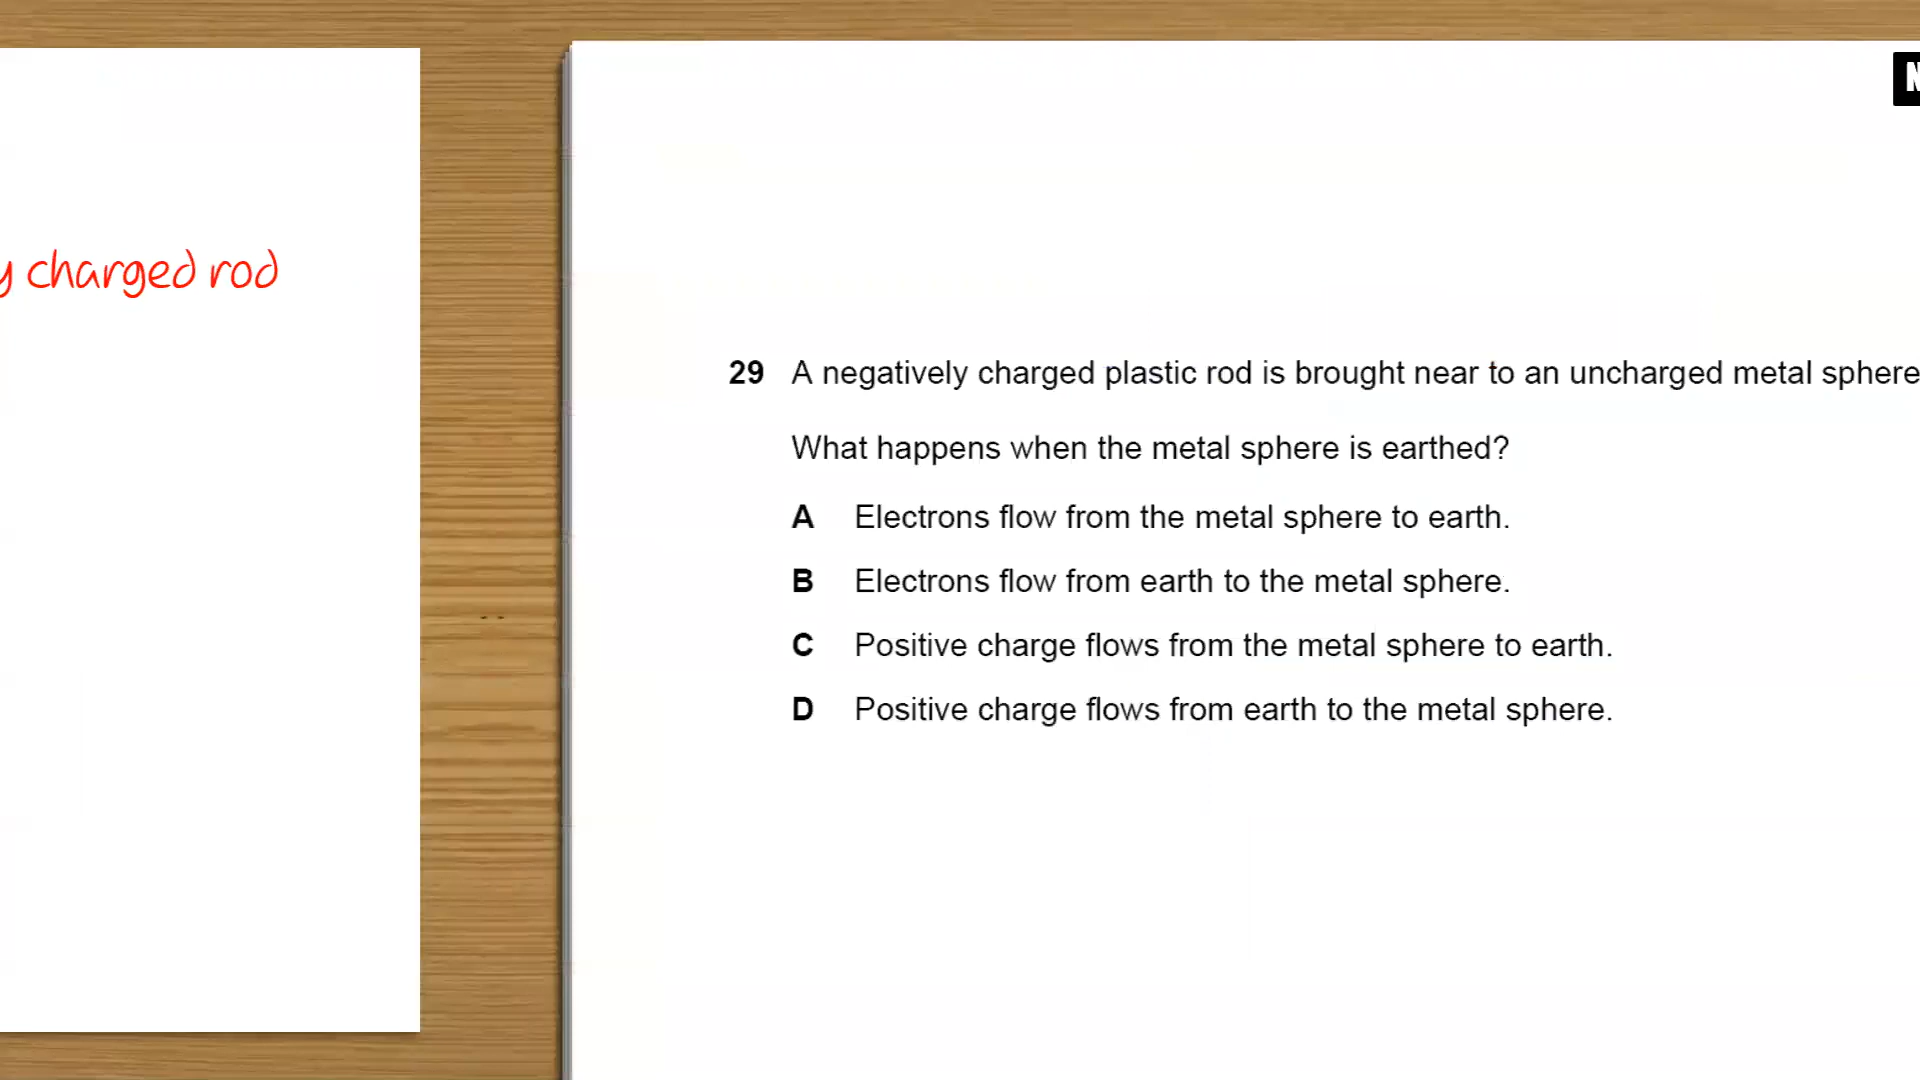 charged rod
29 A negatively charged plastic rod is brought near to an uncharged metal sphere
What happens when the metal sphere is earthed?
A Electrons flow from the metal sphere to earth.
B Electrons flow from earth to the metal sphere.
C Positive charge flows from the metal sphere to earth.
D Positive charge flows from earth to the metal sphere.